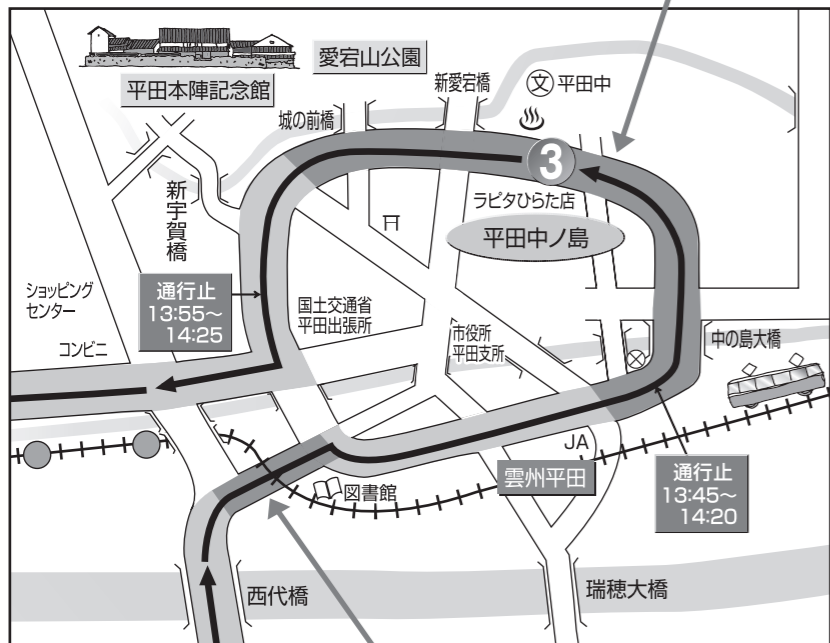 愛宕山公園
平田本陣記念館
新愛宕橋
文
平田中
城の前橋
3
ラピタひらた店
平田中ノ島
新宇賀橋
ショッピング
センター
通行止
13:55～
14:25
国土交通省
平田出張所
コンビニ
市役所
平田支所
中の島大橋
JA
雲州平田
図書館
通行止
13:45～
14:20
西代橋
瑞穂大橋